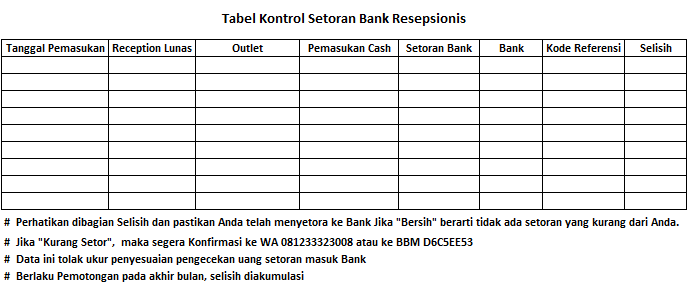 Tabel Kontrol Setoran Bank Resepsionis
Tanggal Pemasukan Reception Lunas Outlet Pemasukan Cash Setoran Bank Bank Kode Referensi Selisih
# Perhatikan dibagian Selisih dan pastikan Anda telah menyetor ke Bank Jika "Bersih" berarti tidak ada setoran yang kurang dari Anda.
# Jika "Kurang Setor", maka segera Konfirmasi ke WA 081233323008 atau ke BBM D6C5EE53
# Data ini tolak ukur penyesuaian pengecekan uang setoran masuk Bank
# Berlaku Pemotongan pada akhir bulan, selisih diakumulasi